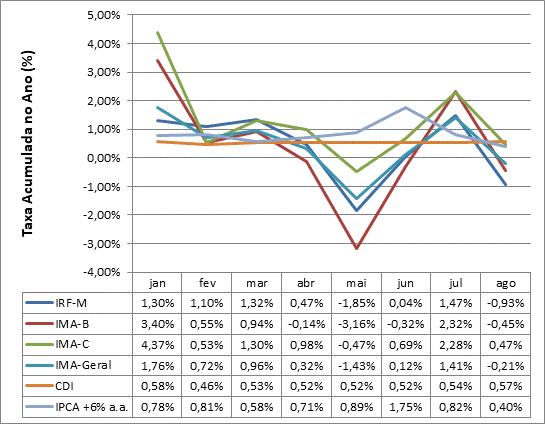 Taxa Acumulada no Ano (%)
5,00%
4,00%
3,00%
2,00%
1,00%
0,00%
-1,00%
-2,00%
-3,00%
-4,00%
jan fev mar abr mai jun jul ago
IRF-M 1,30% 1,10% 1,32% 0,47% -1,85% 0,04% 1,47% -0,93%
IMA-B 3,40% 0,55% 0,94% -0,14% -3,16% -0,32% 2,32% -0,45%
IMA-C 4,37% 0,53% 1,30% 0,98% -0,47% 0,69% 2,28% 0,47%
IMA-Geral 1,76% 0,72% 0,96% 0,32% -1,43% 0,12% 1,41% -0,21%
CDI 0,58% 0,46% 0,53% 0,52% 0,52% 0,52% 0,54% 0,57%
IPCA +6% a.a. 0,78% 0,81% 0,58% 0,71% 0,89% 1,75% 0,82% 0,40%